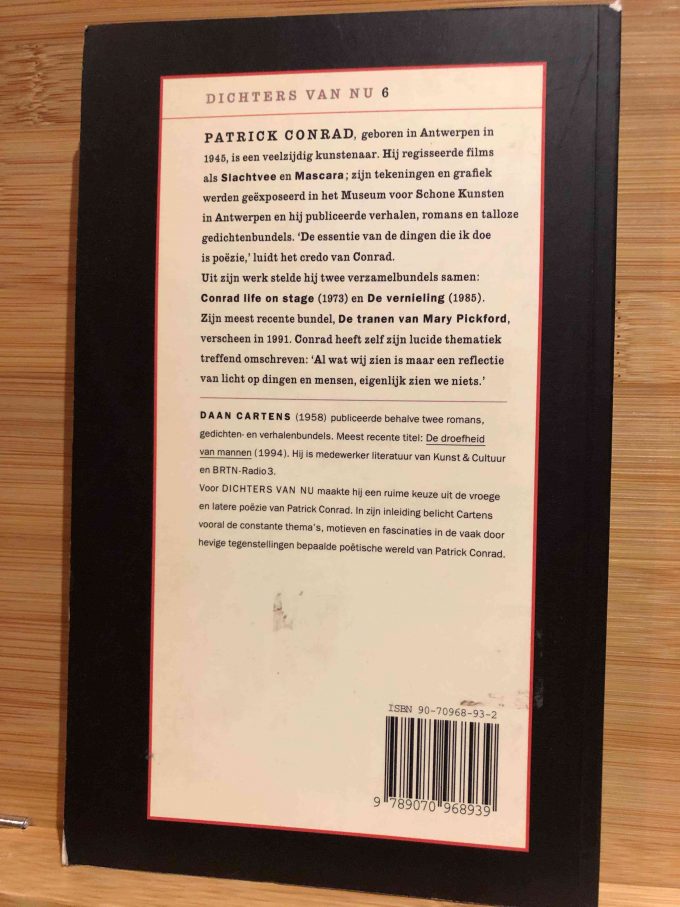 DICHTERS VAN NU 6
PATRICK CONRAD, geboren in Antwerpen in
1945, is een veelzijdig kunstenaar. Hij regisseerde films
als Slachtvee en Mascara; zijn tekeningen en grafiek
werden geëxposeerd in het Museum voor Schone Kunsten
in Antwerpen en hij publiceerde verhalen, romans en talloze
gedichtenbundels. ‘De essentie van de dingen die ik doe
is poëzie,’ luidt het credo van Conrad.
Uit zijn werk stelde hij twee verzamelbundels samen:
Conrad life on stage (1973) en De vernieling (1985).
Zijn meest recente bundel, De tranen van Mary Pickford,
verscheen in 1991. Conrad heeft zelf zijn lucide thematiek
treffend omschreven: ‘Al wat wij zien is maar een reflectie
van licht op dingen en mensen, eigenlijk zien we niets.’
DAAN CARTENS (1958) publiceerde behalve twee romans,
gedichten- en verhalenbundels. Meest recente titel: De droefheid
van mannen (1994). Hij is medewerker literatuur van Kunst & Cultuur
en BRTN-Radio 3.
Voor DICHTERS VAN NU maakte hij een ruime keuze uit de vroege
en latere poëzie van Patrick Conrad. In zijn inleiding belicht Cartens
vooral de constante thema's, motieven en fascinaties in de vaak door
hevige tegenstellingen bepaalde poëtische wereld van Patrick Conrad.
ISBN 90-70968-93-2
9 789070 968939